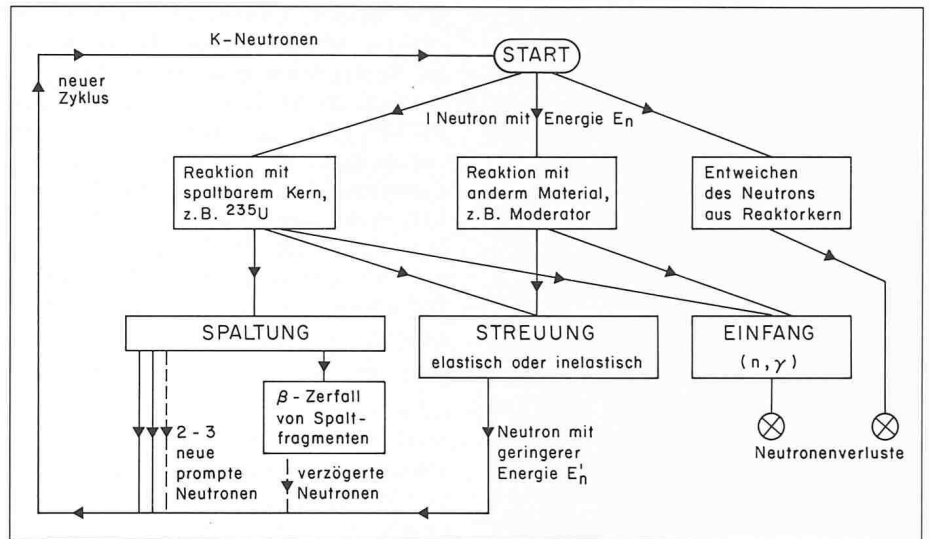 K-Neutronen
START
neuer
Zyklus
1 Neutron mit Energie Eₙ
Reaktion mit
spaltbarem Kern,
z.B. ²³⁵U
Reaktion mit
anderm Material,
z.B. Moderator
Entweichen
des Neutrons
aus Reaktorkern
SPALTUNG
STREUUNG
elastisch oder inelastisch
EINFANG
(n,γ)
β-Zerfall
von Spalt-
fragmenten
2-3
neue
prompte
Neutronen
verzögerte
Neutronen
Neutron mit
geringerer
Energie E'ₙ
Neutronenverluste